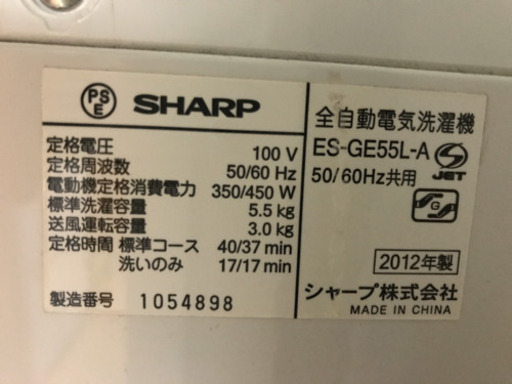 PSE SHARP
定格電圧 100 V
定格周波数 50/60 Hz
電動機定格消費電力 350/450 W
標準洗濯容量 5.5 kg
送風運転容量 3.0 kg
定格時間 標準コース 40/37 min
洗いのみ 17/17 min
製造番号 1054898
全自動電気洗濯機
ES-GE55L-A
50/60Hz共用
S JET
G
2012年製
シャープ株式会社
MADE IN CHINA